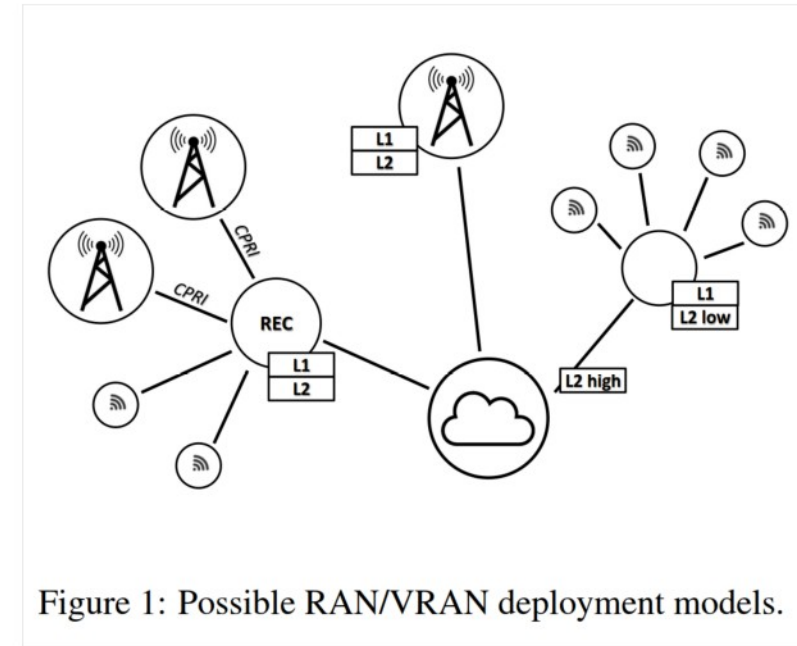 L1
L2
CPRI
CPRI
REC
L1
L2
L1
L2 low
L2 high
Figure 1: Possible RAN/VRAN deployment models.